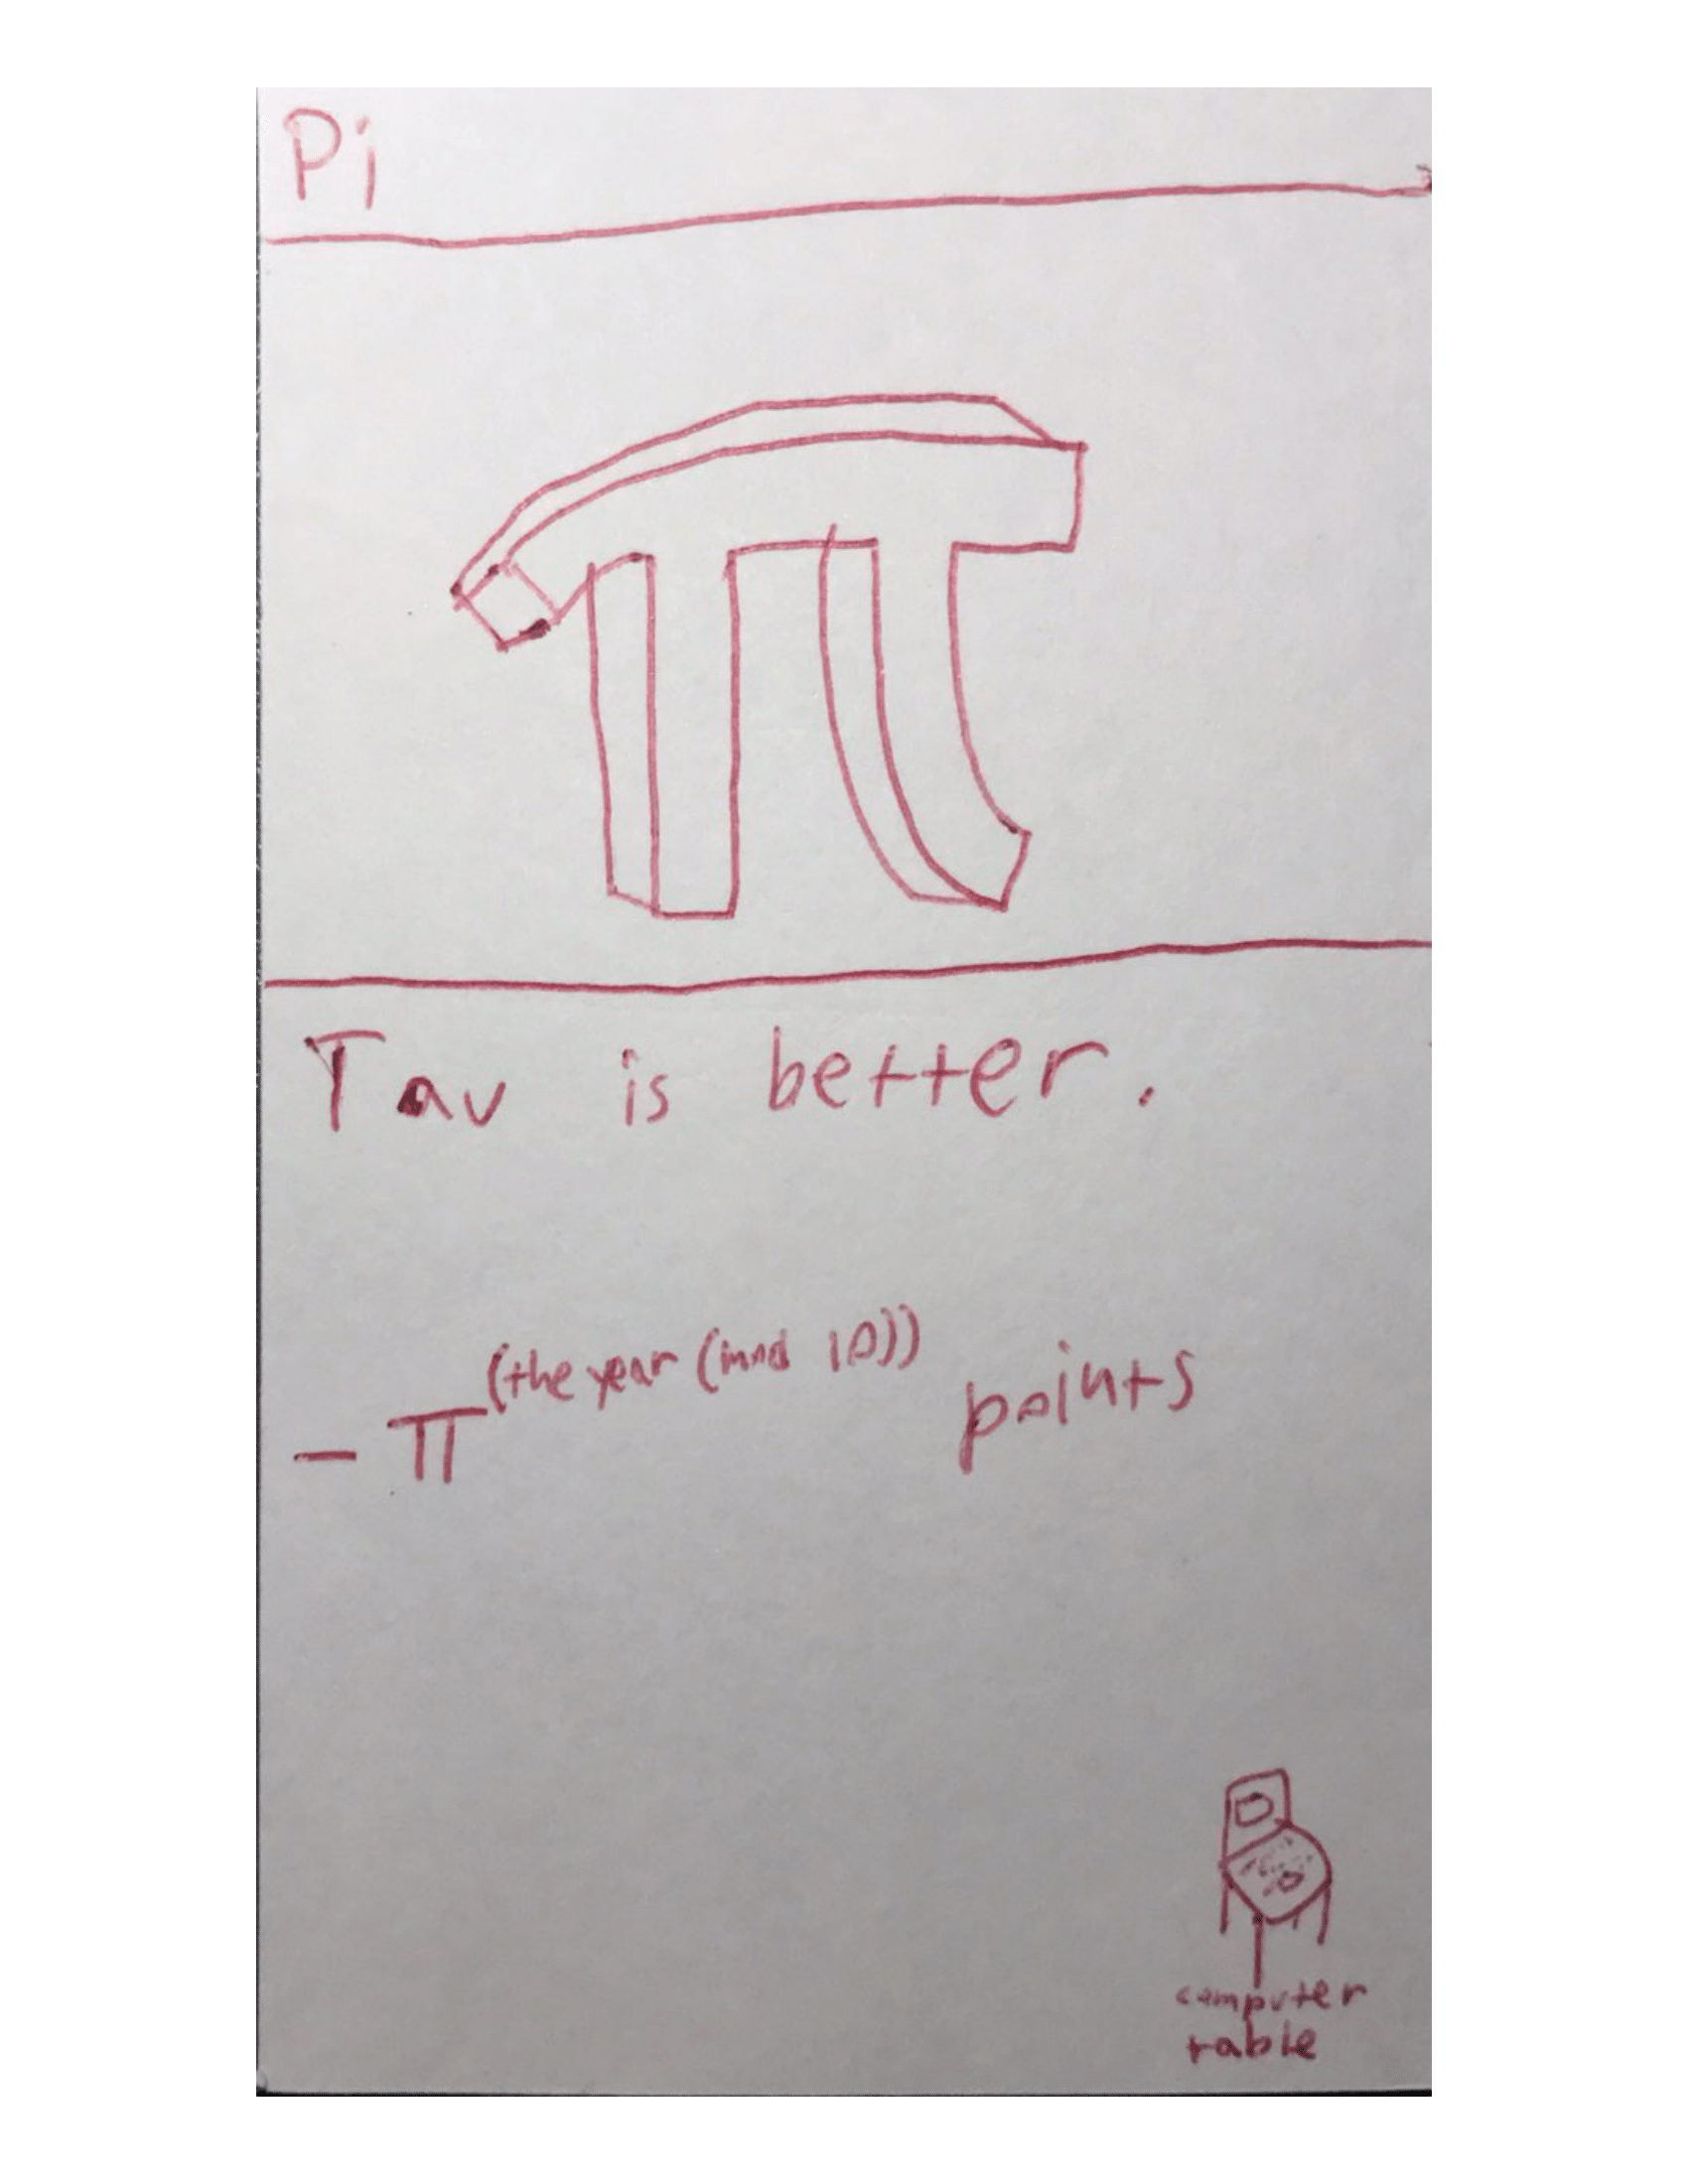 Pi
π
Tau is better.
- π^(the year (mod 10)) points
computer
table